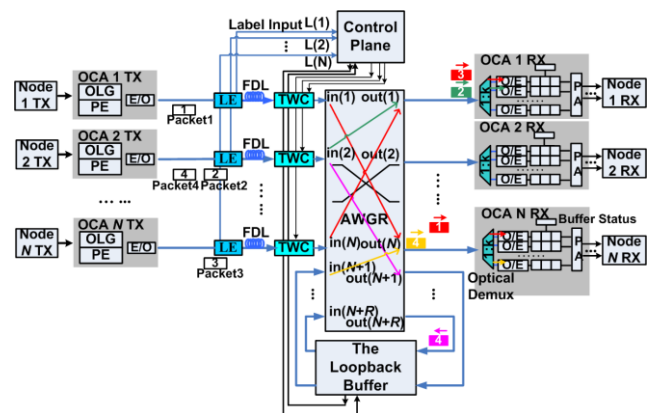 Label Input L(1)
L(2)
L(N)
Control
Plane
Node
1 TX
OCA 1 TX
OLG
PE
E/O
1
Packet1
LE
FDL
TWC
in(1) out(1)
3
2
OCA 1 RX
1:k
O/E
O/E
P
A
Node
1 RX
Node
2 TX
OCA 2 TX
OLG
PE
E/O
4
Packet4
2
Packet2
LE
FDL
TWC
in(2)
out(2)
OCA 2 RX
1:k
O/E
O/E
P
A
Node
2 RX
AWGR
1
4
Node
N TX
OCA N TX
OLG
PE
E/O
3
Packet3
LE
FDL
TWC
in(N) out(N)
in(N+1)
out(N+1)
in(N+R)
out(N+R)
OCA N RX
Buffer Status
1:k
O/E
O/E
P
A
Node
N RX
Optical
Demux
4
The
Loopback
Buffer